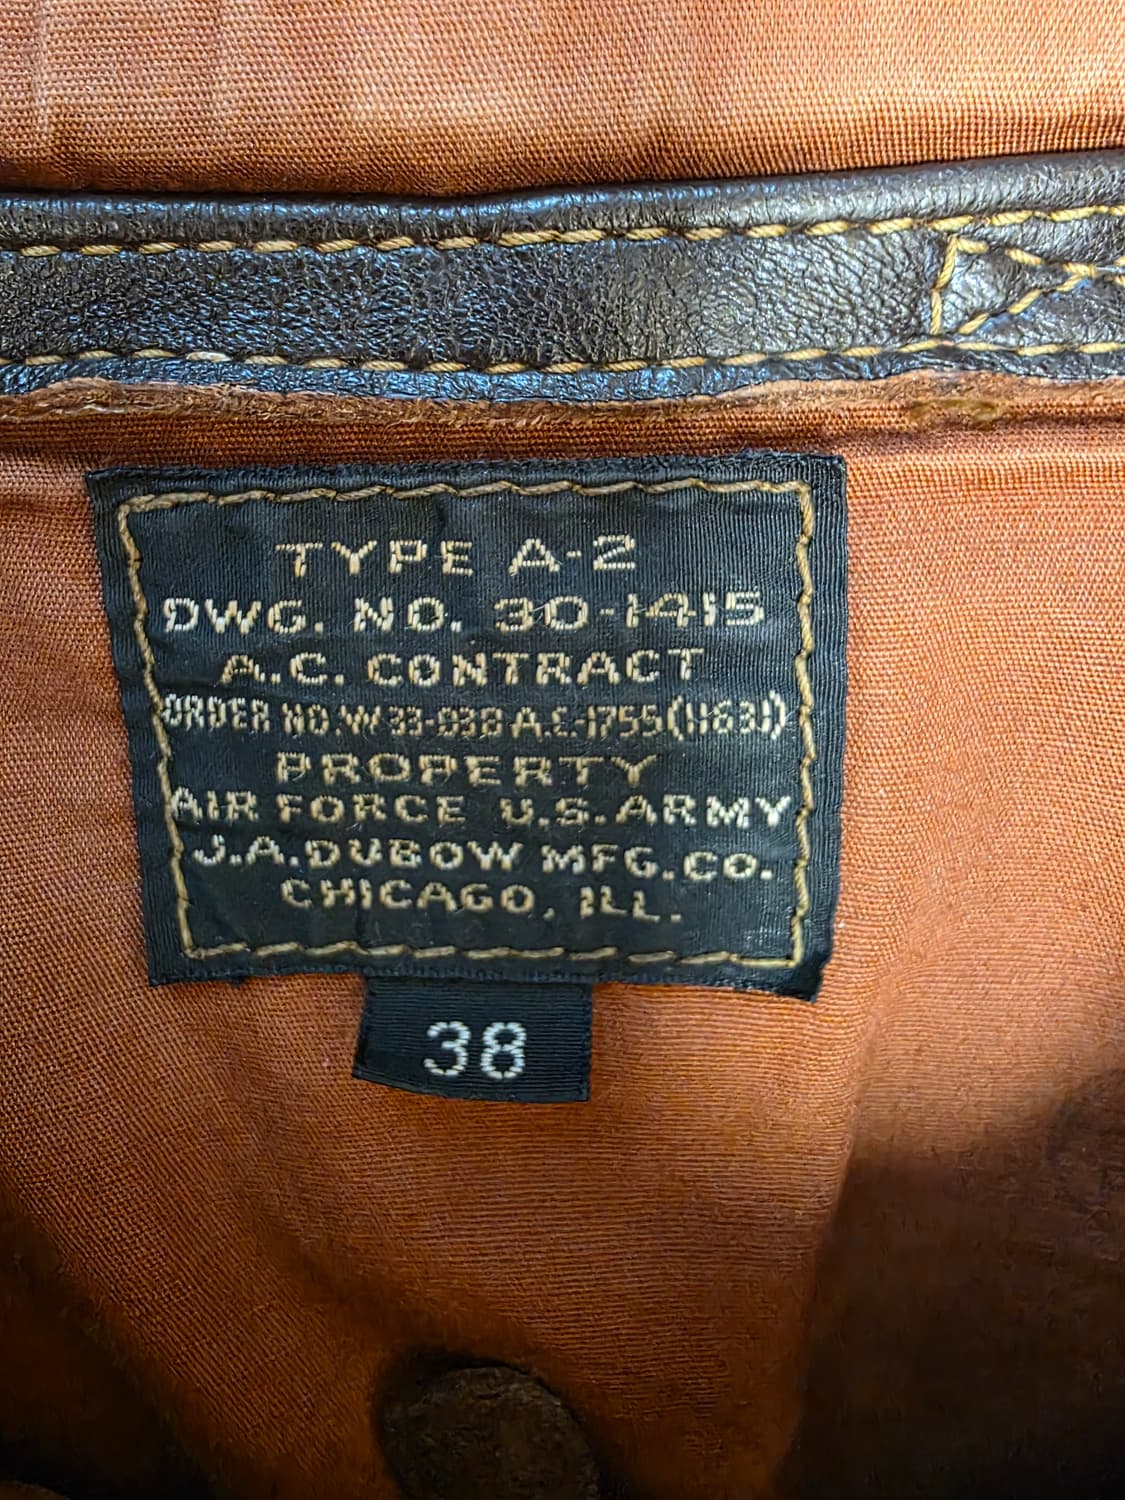 TYPE A-2
DWG. NO. 30-1415
A.C. CONTRACT
ORDER NO. W 33-038 A.C-1755(11631)
PROPERTY
AIR FORCE U.S. ARMY
J.A. DUBOW MFG. CO.
CHICAGO, ILL.
38